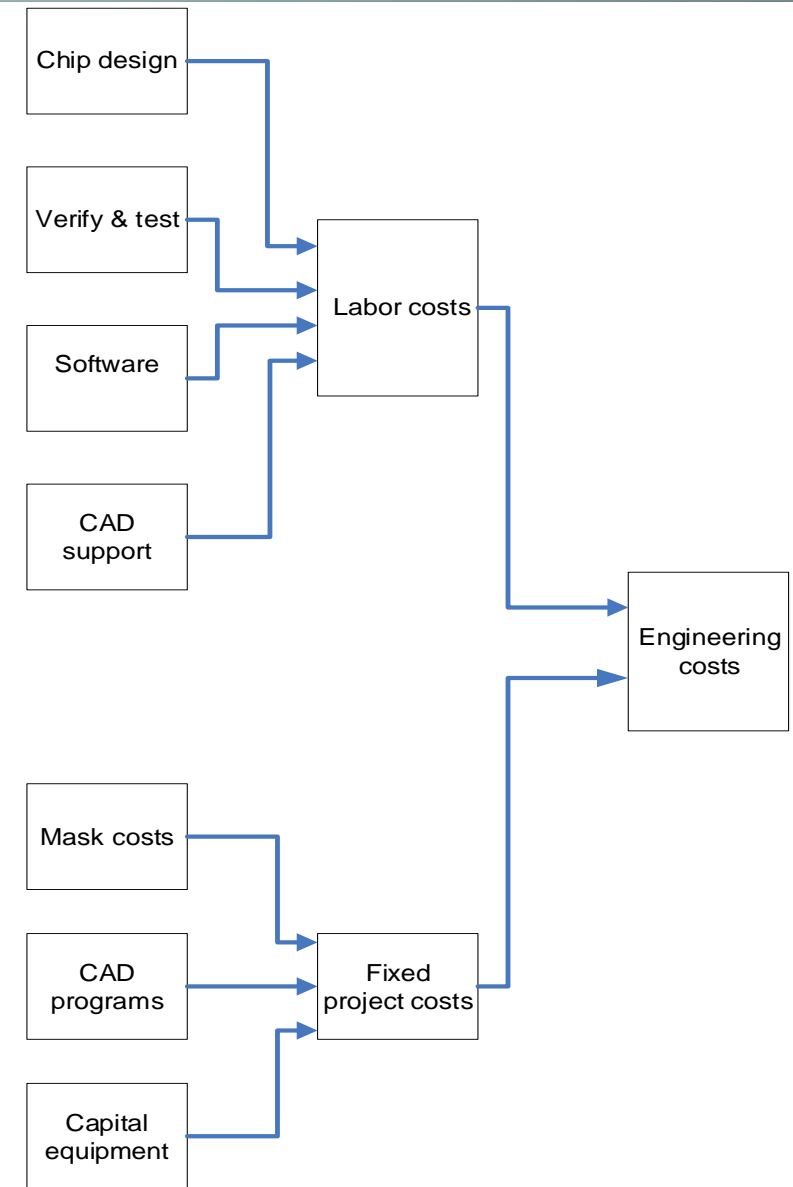 Chip design
Verify & test
Labor costs
Software
CAD
support
Engineering
costs
Mask costs
CAD
programs
Fixed
project costs
Capital
equipment